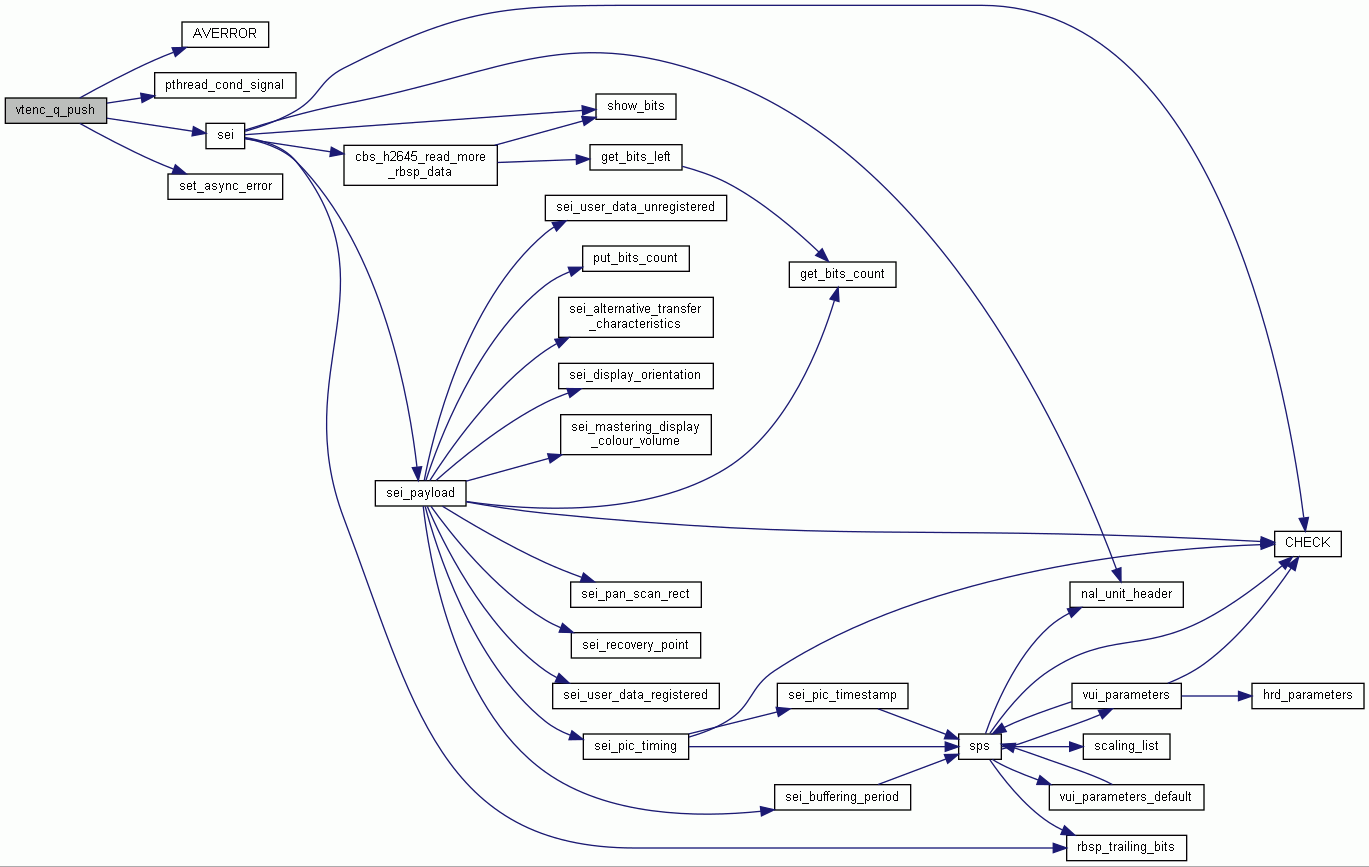 AVERROR
pthread_cond_signal
vtenc_q_push
sei
set_async_error
show_bits
cbs_h2645_read_more
_rbsp_data
get_bits_left
sei_user_data_unregistered
put_bits_count
get_bits_count
sei_alternative_transfer
_characteristics
sei_display_orientation
sei_mastering_display
_colour_volume
sei_payload
CHECK
sei_pan_scan_rect
nal_unit_header
sei_recovery_point
sei_user_data_registered
sei_pic_timestamp
vui_parameters
hrd_parameters
sei_pic_timing
sps
scaling_list
sei_buffering_period
vui_parameters_default
rbsp_trailing_bits